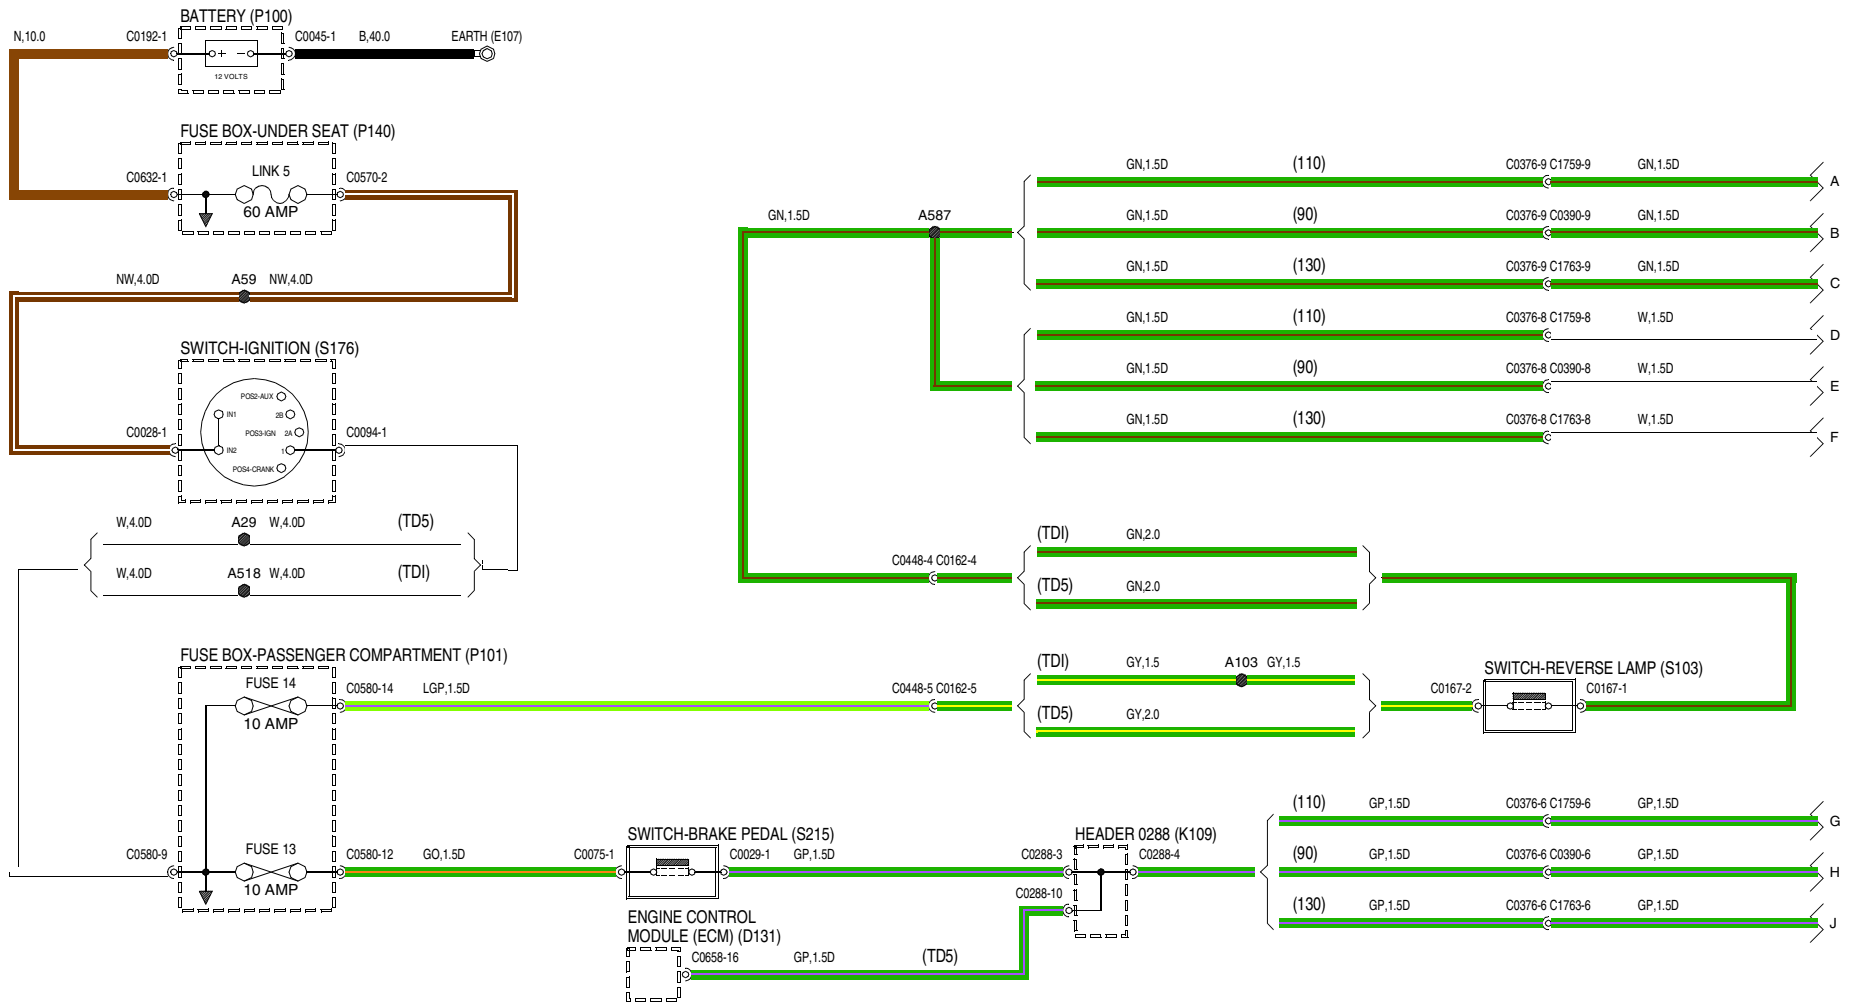 BATTERY (P100)
N,10.0 C0192-1 C0045-1 B,40.0 EARTH (E107)
12 VOLTS
FUSE BOX-UNDER SEAT (P140)
C0632-1 LINK 5 C0570-2
60 AMP
NW,4.0D A59 NW,4.0D
SWITCH-IGNITION (S176)
POS2-AUX
IN1 2B
POS3-IGN 2A
C0028-1 IN2 1 C0094-1
POS4-CRANK
W,4.0D A29 W,4.0D (TD5)
W,4.0D A518 W,4.0D (TDI)
FUSE BOX-PASSENGER COMPARTMENT (P101)
FUSE 14 C0580-14 LGP,1.5D
10 AMP
FUSE 13
C0580-9 C0580-12 GO,1.5D C0075-1
10 AMP
SWITCH-BRAKE PEDAL (S215)
C0029-1 GP,1.5D C0288-3
ENGINE CONTROL
MODULE (ECM) (D131)
C0658-16 GP,1.5D (TD5)
C0288-10
HEADER 0288 (K109)
C0288-4
GN,1.5D A587
GN,1.5D (110) C0376-9 C1759-9 GN,1.5D A
GN,1.5D (90) C0376-9 C0390-9 GN,1.5D B
GN,1.5D (130) C0376-9 C1763-9 GN,1.5D C
GN,1.5D (110) C0376-8 C1759-8 W,1.5D D
GN,1.5D (90) C0376-8 C0390-8 W,1.5D E
GN,1.5D (130) C0376-8 C1763-8 W,1.5D F
(TDI) GN,2.0
C0448-4 C0162-4
(TD5) GN,2.0
(TDI) GY,1.5 A103 GY,1.5
C0448-5 C0162-5
(TD5) GY,2.0
SWITCH-REVERSE LAMP (S103)
C0167-2 C0167-1
(110) GP,1.5D C0376-6 C1759-6 GP,1.5D G
(90) GP,1.5D C0376-6 C0390-6 GP,1.5D H
(130) GP,1.5D C0376-6 C1763-6 GP,1.5D J